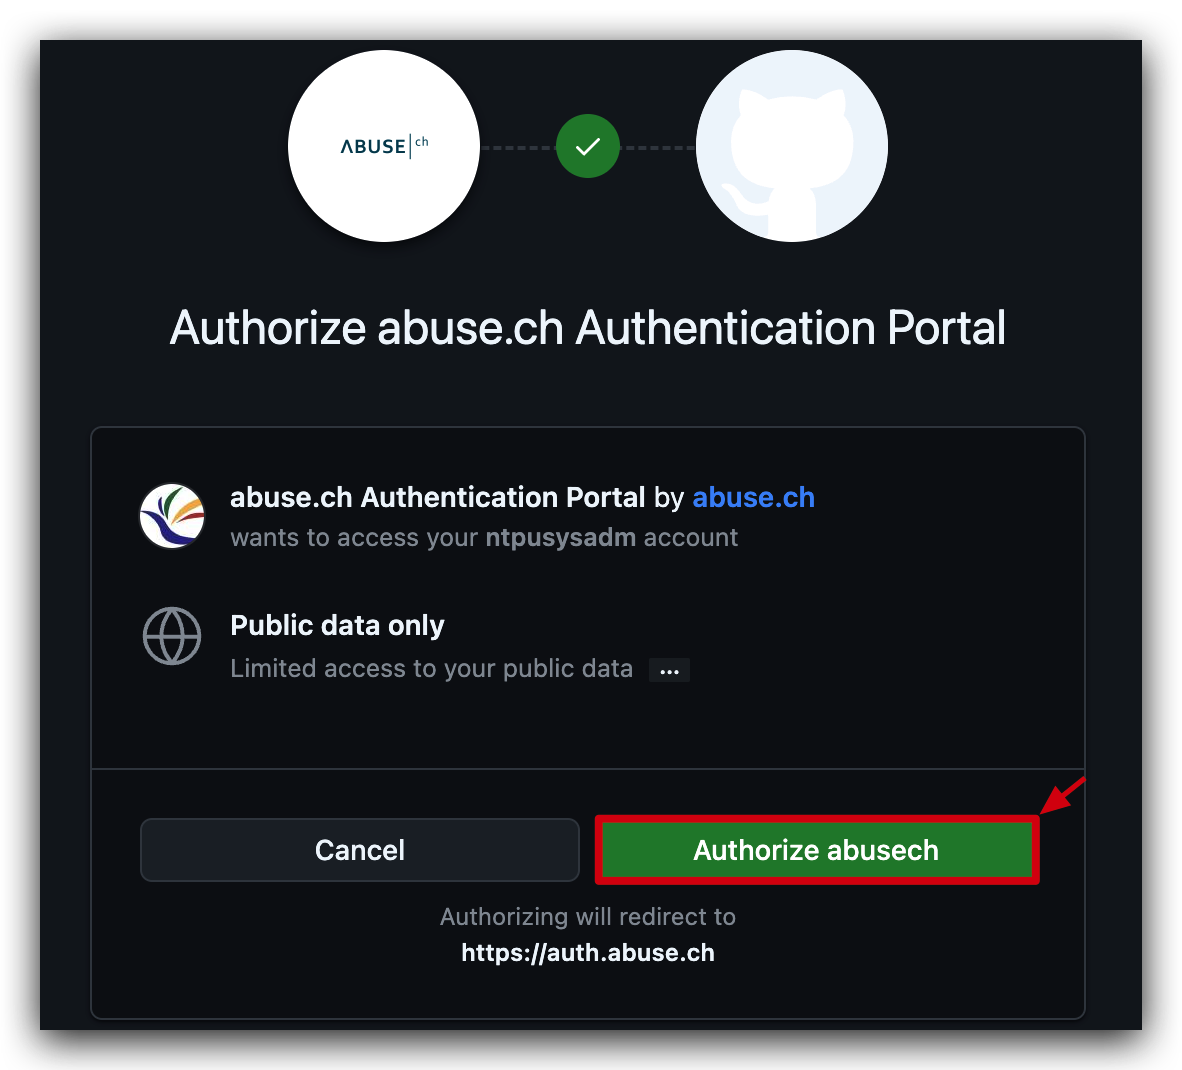 ABUSE ch
Authorize abuse.ch Authentication Portal
abuse.ch Authentication Portal by abuse.ch
wants to access your ntpusysadm account
Public data only
Limited access to your public data ...
Cancel
Authorize abusech
Authorizing will redirect to
https://auth.abuse.ch